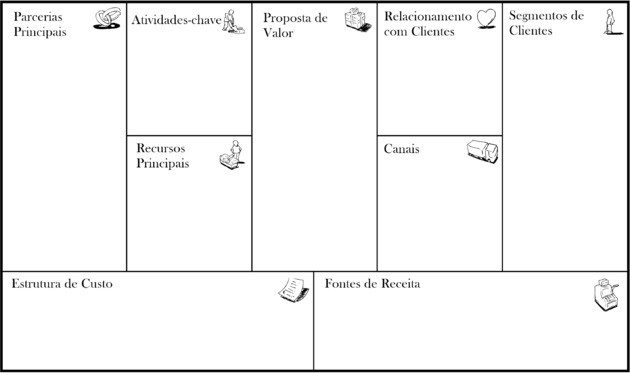 Parcerias
Principais
Atividades-chave
Recursos
Principais
Proposta de
Valor
Relacionamento
com Clientes
Canais
Segmentos de
Clientes
Estrutura de Custo
Fontes de Receita